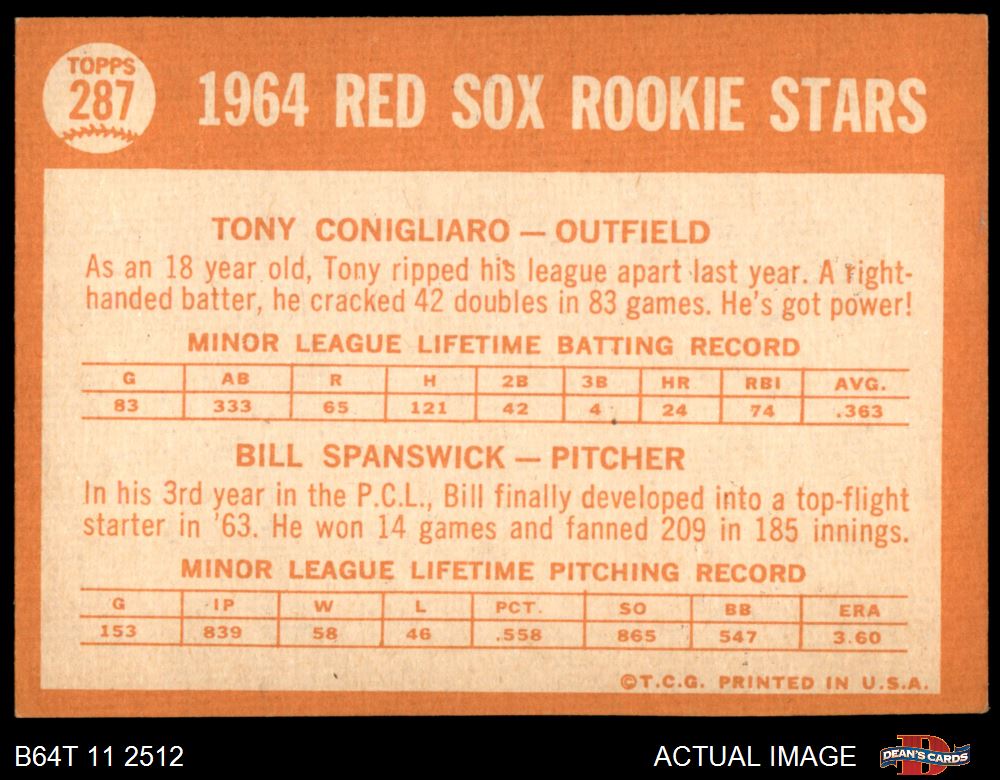 TOPPS
287
1964 RED SOX ROOKIE STARS
TONY CONIGLIARO — OUTFIELD
As an 18 year old, Tony ripped his league apart last year. A right-
handed batter, he cracked 42 doubles in 83 games. He's got power!
MINOR LEAGUE LIFETIME BATTING RECORD
G AB R H 2B 3B HR RBI AVG.
83 333 65 121 42 4 24 74 .363
BILL SPANSWICK — PITCHER
In his 3rd year in the P.C.L., Bill finally developed into a top-flight
starter in '63. He won 14 games and fanned 209 in 185 innings.
MINOR LEAGUE LIFETIME PITCHING RECORD
G IP W L PCT. SO BB ERA
153 839 58 46 .558 865 547 3.60
©T.C.G. PRINTED IN U.S.A.
B64T 11 2512
ACTUAL IMAGE
DEAN'S CARDS